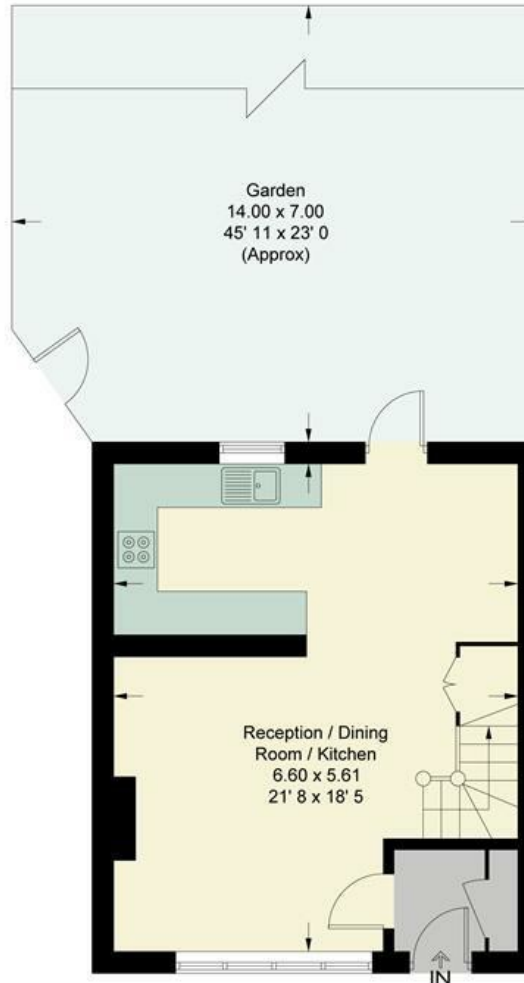 Garden
14.00 x 7.00
45' 11 x 23' 0
(Approx)
Reception / Dining
Room / Kitchen
6.60 x 5.61
21' 8 x 18' 5
IN